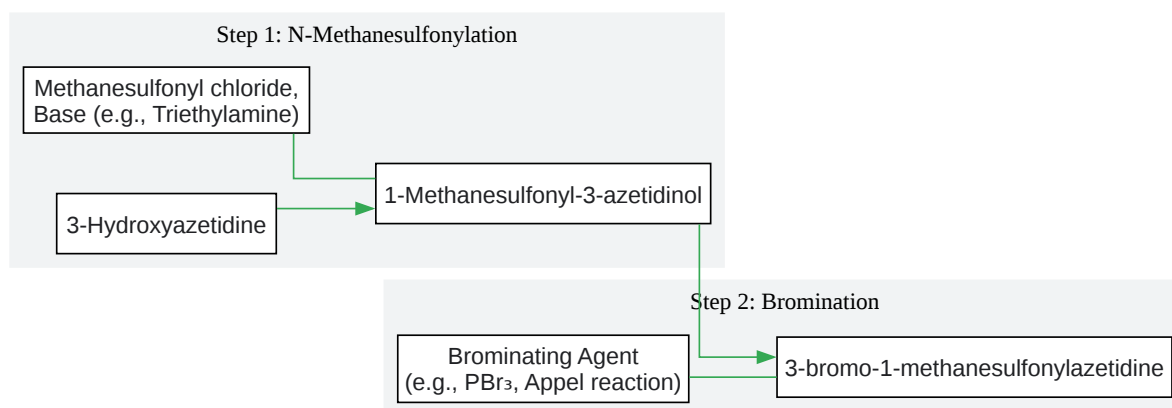 Step 1: N-Methanesulfonylation
Methanesulfonyl chloride,
Base (e.g., Triethylamine)
1-Methanesulfonyl-3-azetidinol
3-Hydroxyazetidine
Step 2: Bromination
Brominating Agent
(e.g., PBr₃, Appel reaction)
3-bromo-1-methanesulfonylazetidine